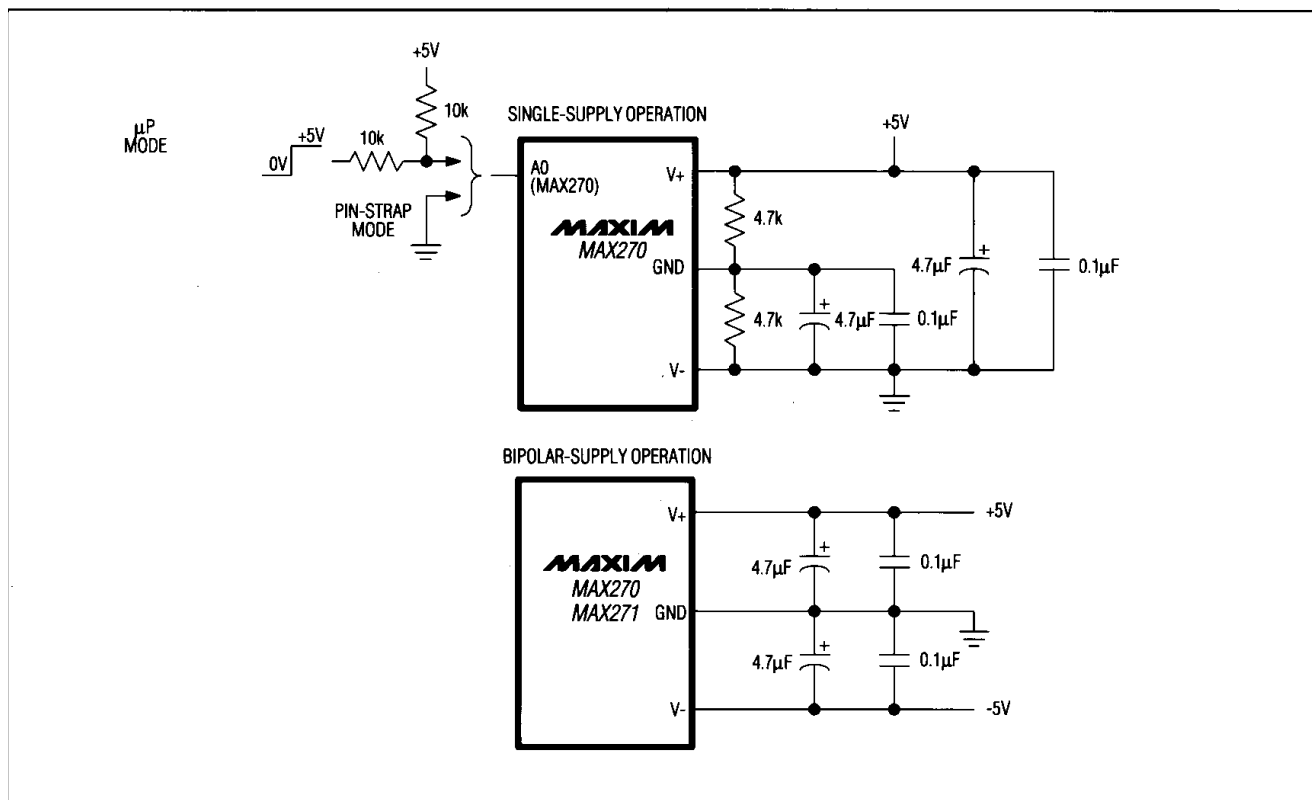 +5V
10k
SINGLE-SUPPLY OPERATION
μP
MODE
0V
+5V
10k
PIN-STRAP
MODE
A0
(MAX270)
MAXIM
MAX270
V+
GND
V-
+5V
4.7k
4.7k
+
4.7μF
0.1μF
+
4.7μF
0.1μF
BIPOLAR-SUPPLY OPERATION
MAXIM
MAX270
MAX271
V+
GND
V-
+
4.7μF
0.1μF
+5V
+
4.7μF
0.1μF
-5V